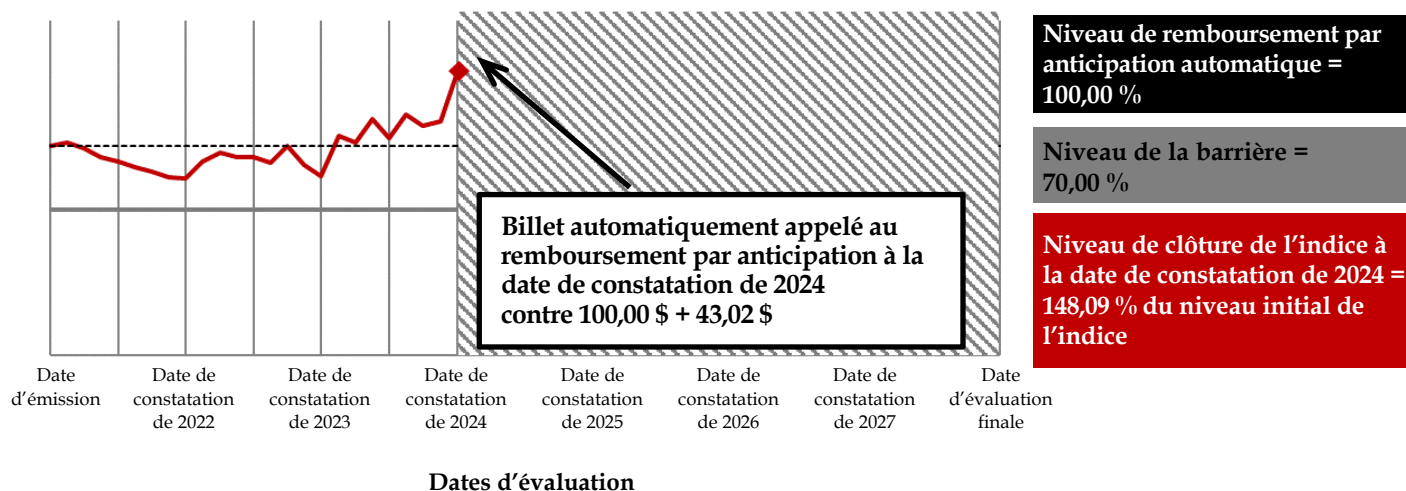 Niveau de remboursement par
anticipation automatique =
100,00 %
Niveau de la barrière =
70,00 %
Niveau de clôture de l’indice à
la date de constatation de 2024 =
148,09 % du niveau initial de
l’indice
Billet automatiquement appelé au
remboursement par anticipation à la
date de constatation de 2024
contre 100,00 $ + 43,02 $
Date
d’émission
Date de
constatation
de 2022
Date de
constatation
de 2023
Date de
constatation
de 2024
Date de
constatation
de 2025
Date de
constatation
de 2026
Date de
constatation
de 2027
Date
d’évaluation
finale
Dates d’évaluation